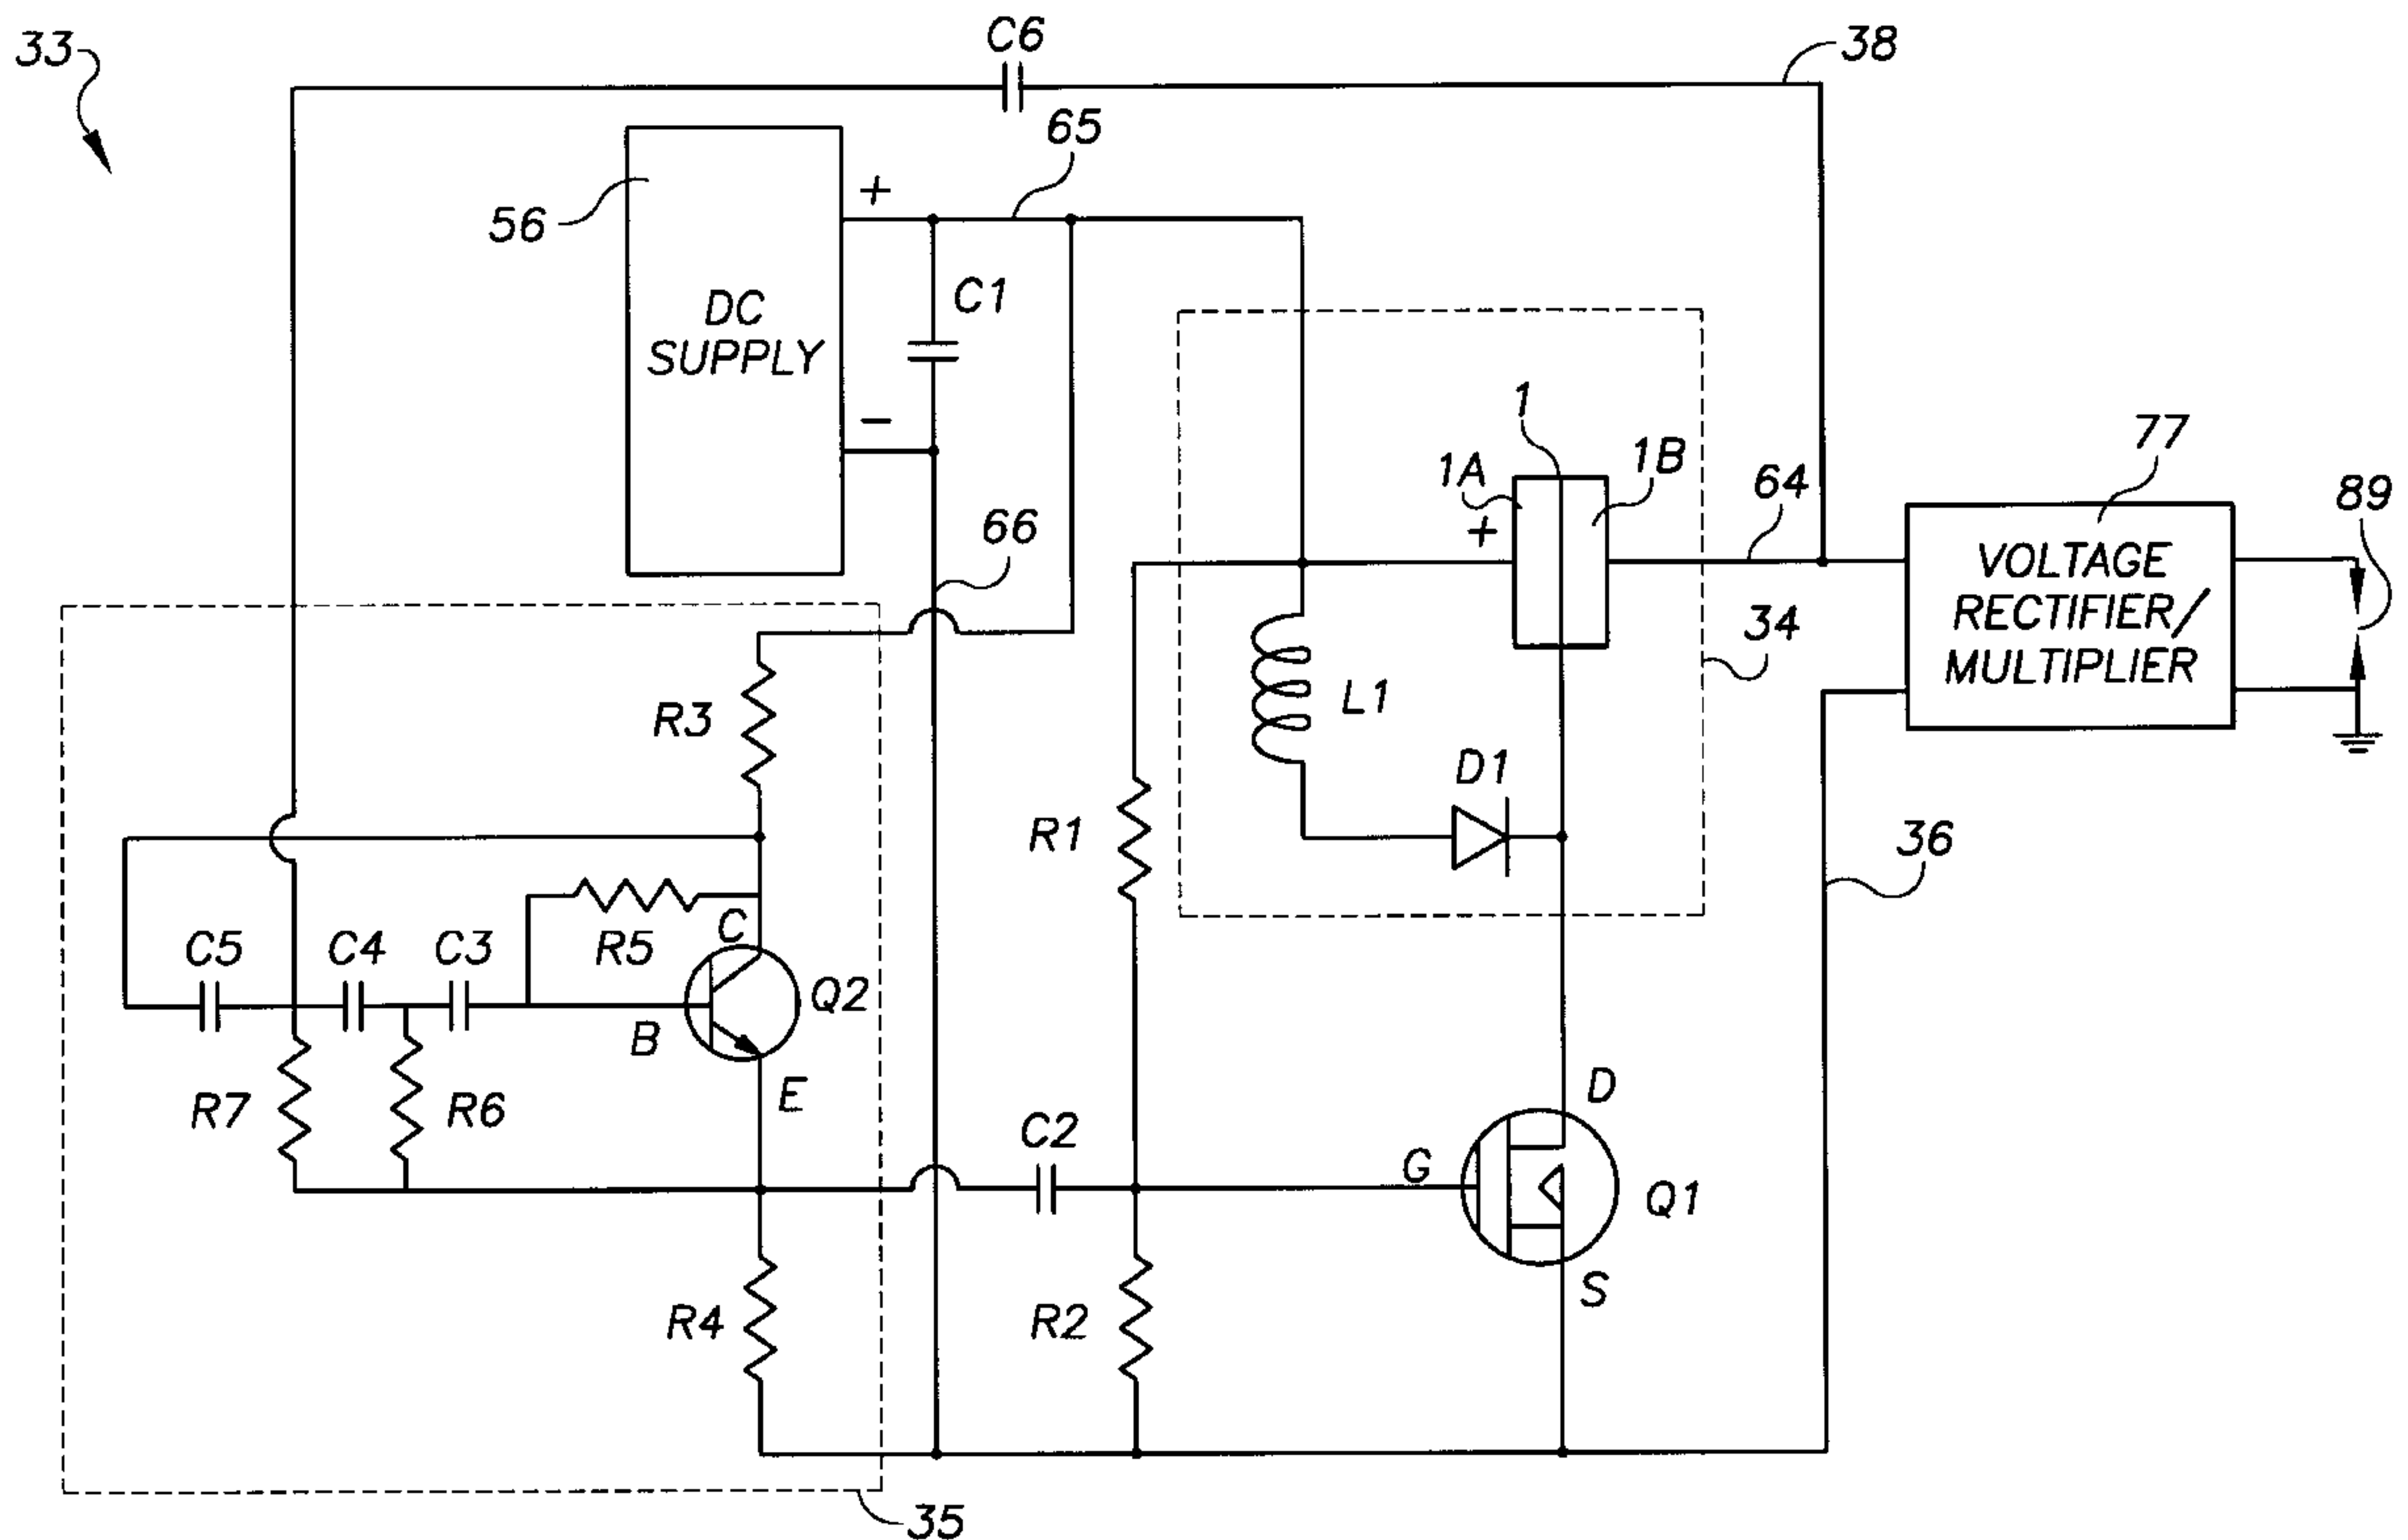 33
C6
38
65
+
56
C1
DC
SUPPLY
−
1
1A
1B
+
64
77
89
66
VOLTAGE
RECTIFIER/
MULTIPLIER
34
R3
L1
D1
R1
36
C5
C4
C3
R5
C
Q2
B
E
R7
R6
C2
G
D
Q1
S
R4
R2
35